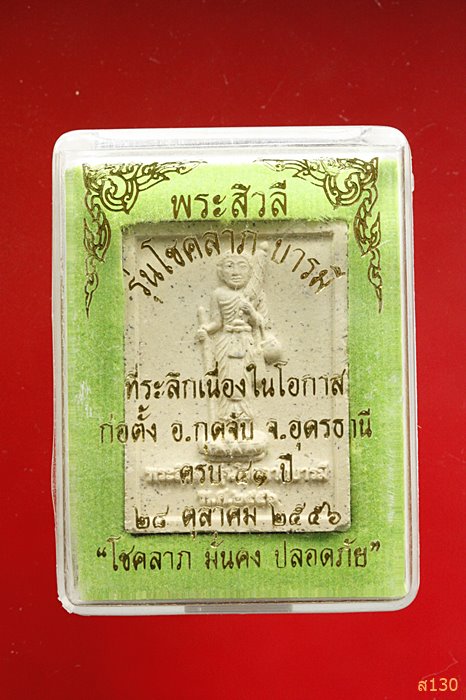 พระสิวลี
รุ่นโชคลาภ บารมี
ที่ระลึกเนื่องในโอกาส
ก่อตั้ง อ.กุดจับ จ.อุดรธานี
ครบ ๔๑ ปี
๒๘ ตุลาคม ๒๕๕๖
“โชคลาภ มั่นคง ปลอดภัย”
ส130